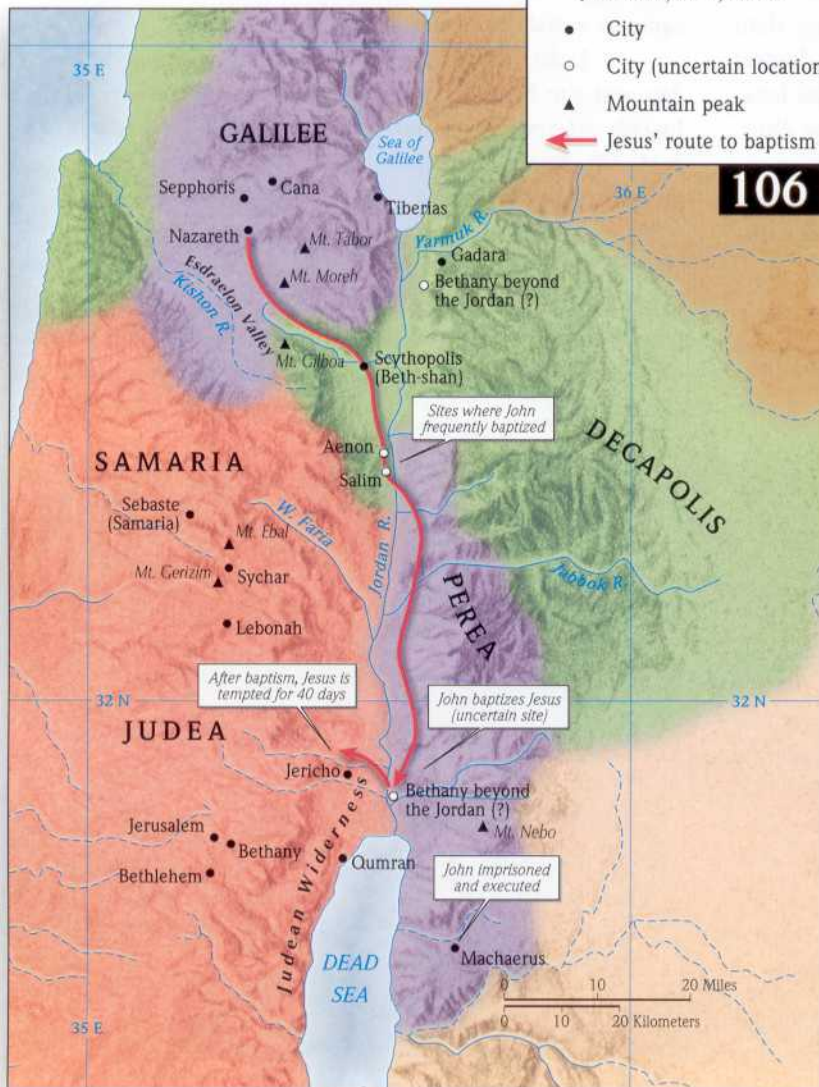 City
City (uncertain location
Mountain peak
Jesus' route to baptism
106
35 E
36 E
GALILEE
Sea of
Galilee
Sepphoris
Cana
Tiberias
Nazareth
Mt. Tabor
Yarmuk R.
Gadara
Mt. Moreh
Bethany beyond
the Jordan (?)
Esdraelon Valley
Kishon R.
Mt. Gilboa
Scythopolis
(Beth-shan)
Sites where John
frequently baptized
Aenon
Salim
DECAPOLIS
SAMARIA
Sebaste
(Samaria)
Mt. Ebal
W. Faria
Jordan R.
Mt. Gerizim
Sychar
Jabbok R.
PEREA
Lebonah
After baptism, Jesus is
tempted for 40 days
John baptizes Jesus
(uncertain site)
32 N
32 N
JUDEA
Jericho
Bethany beyond
the Jordan (?)
Mt. Nebo
Jerusalem
Bethany
Bethlehem
Qumran
Judean Widerness
John imprisoned
and executed
Machaerus
DEAD
SEA
0 10 20 Miles
0 10 20 Kilometers
35 E